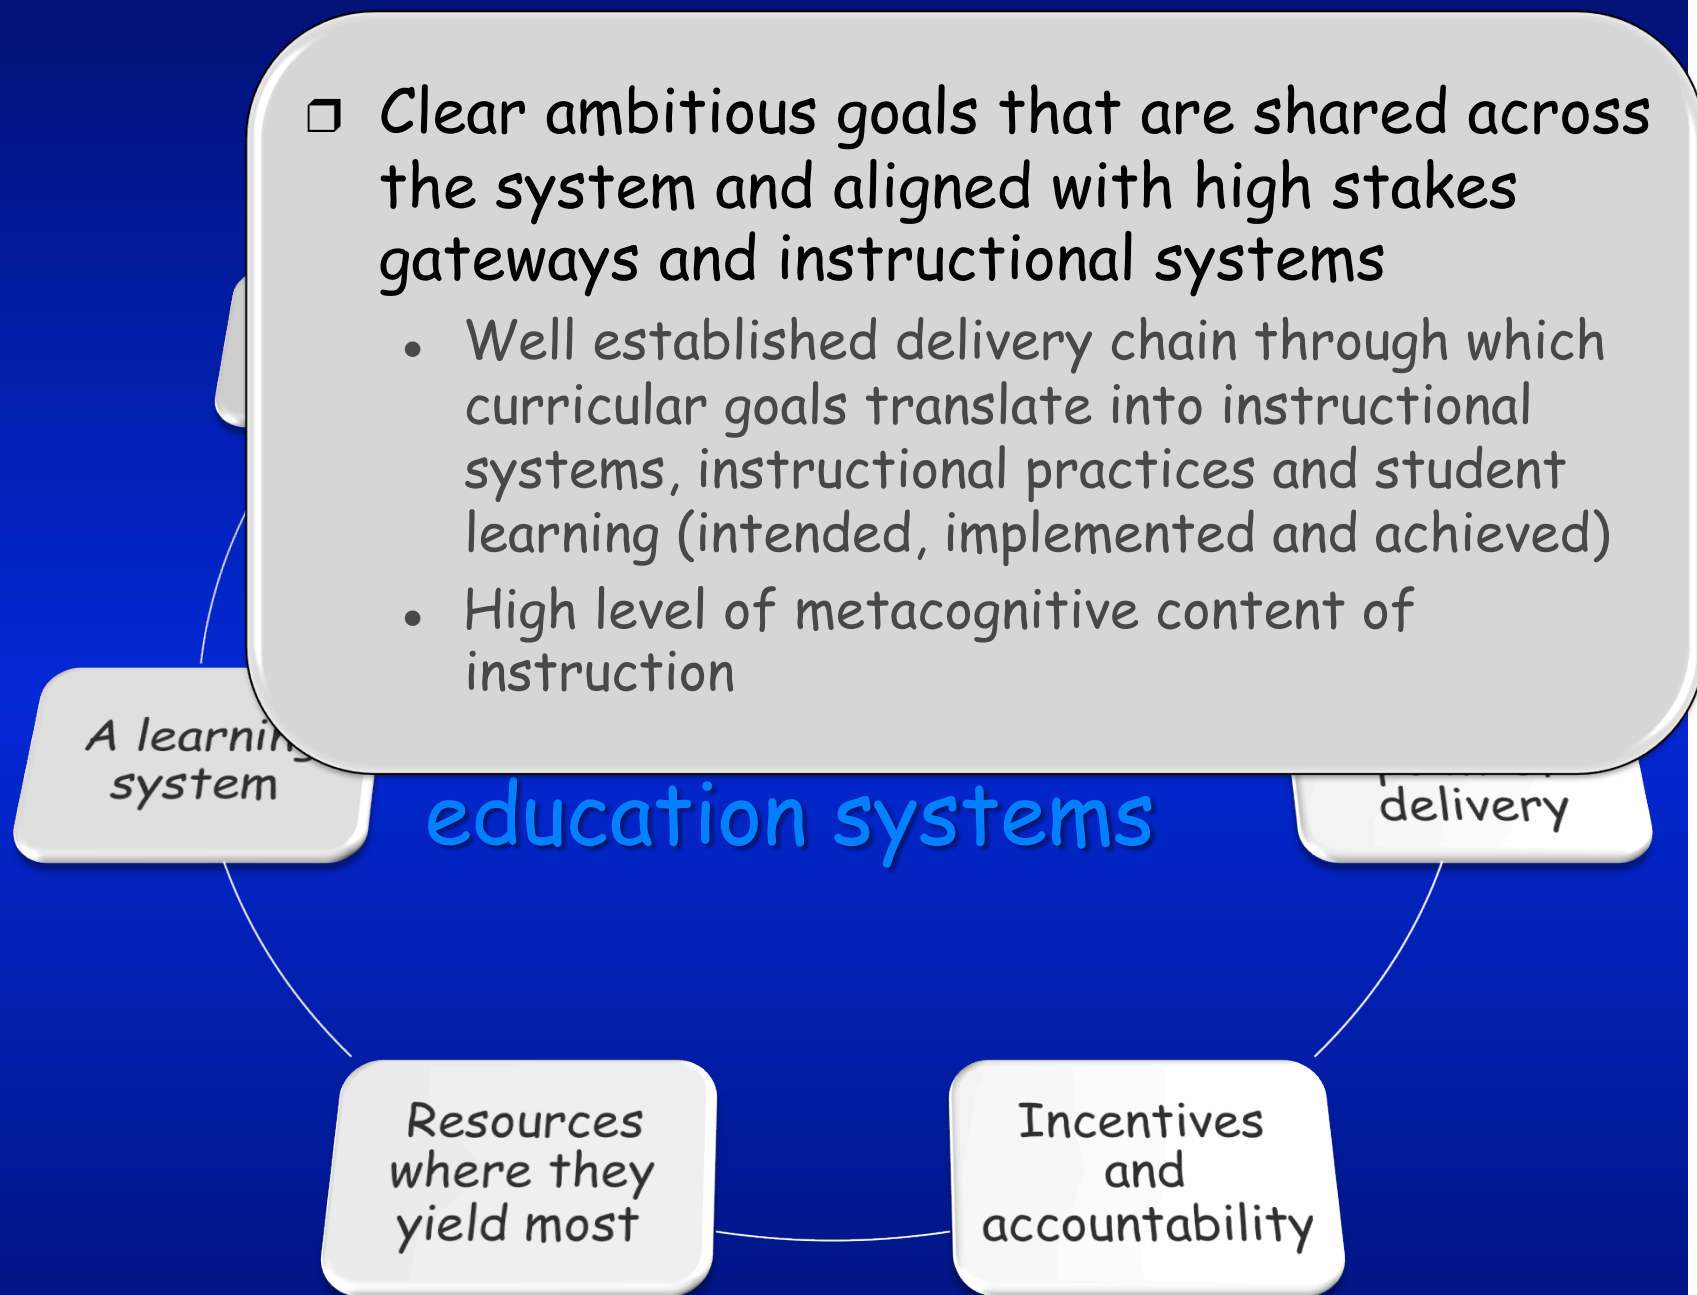 ❐ Clear ambitious goals that are shared across
the system and aligned with high stakes
gateways and instructional systems
● Well established delivery chain through which
curricular goals translate into instructional
systems, instructional practices and student
learning (intended, implemented and achieved)
● High level of metacognitive content of
instruction
A learning
system
education systems
delivery
Resources
where they
yield most
Incentives
and
accountability